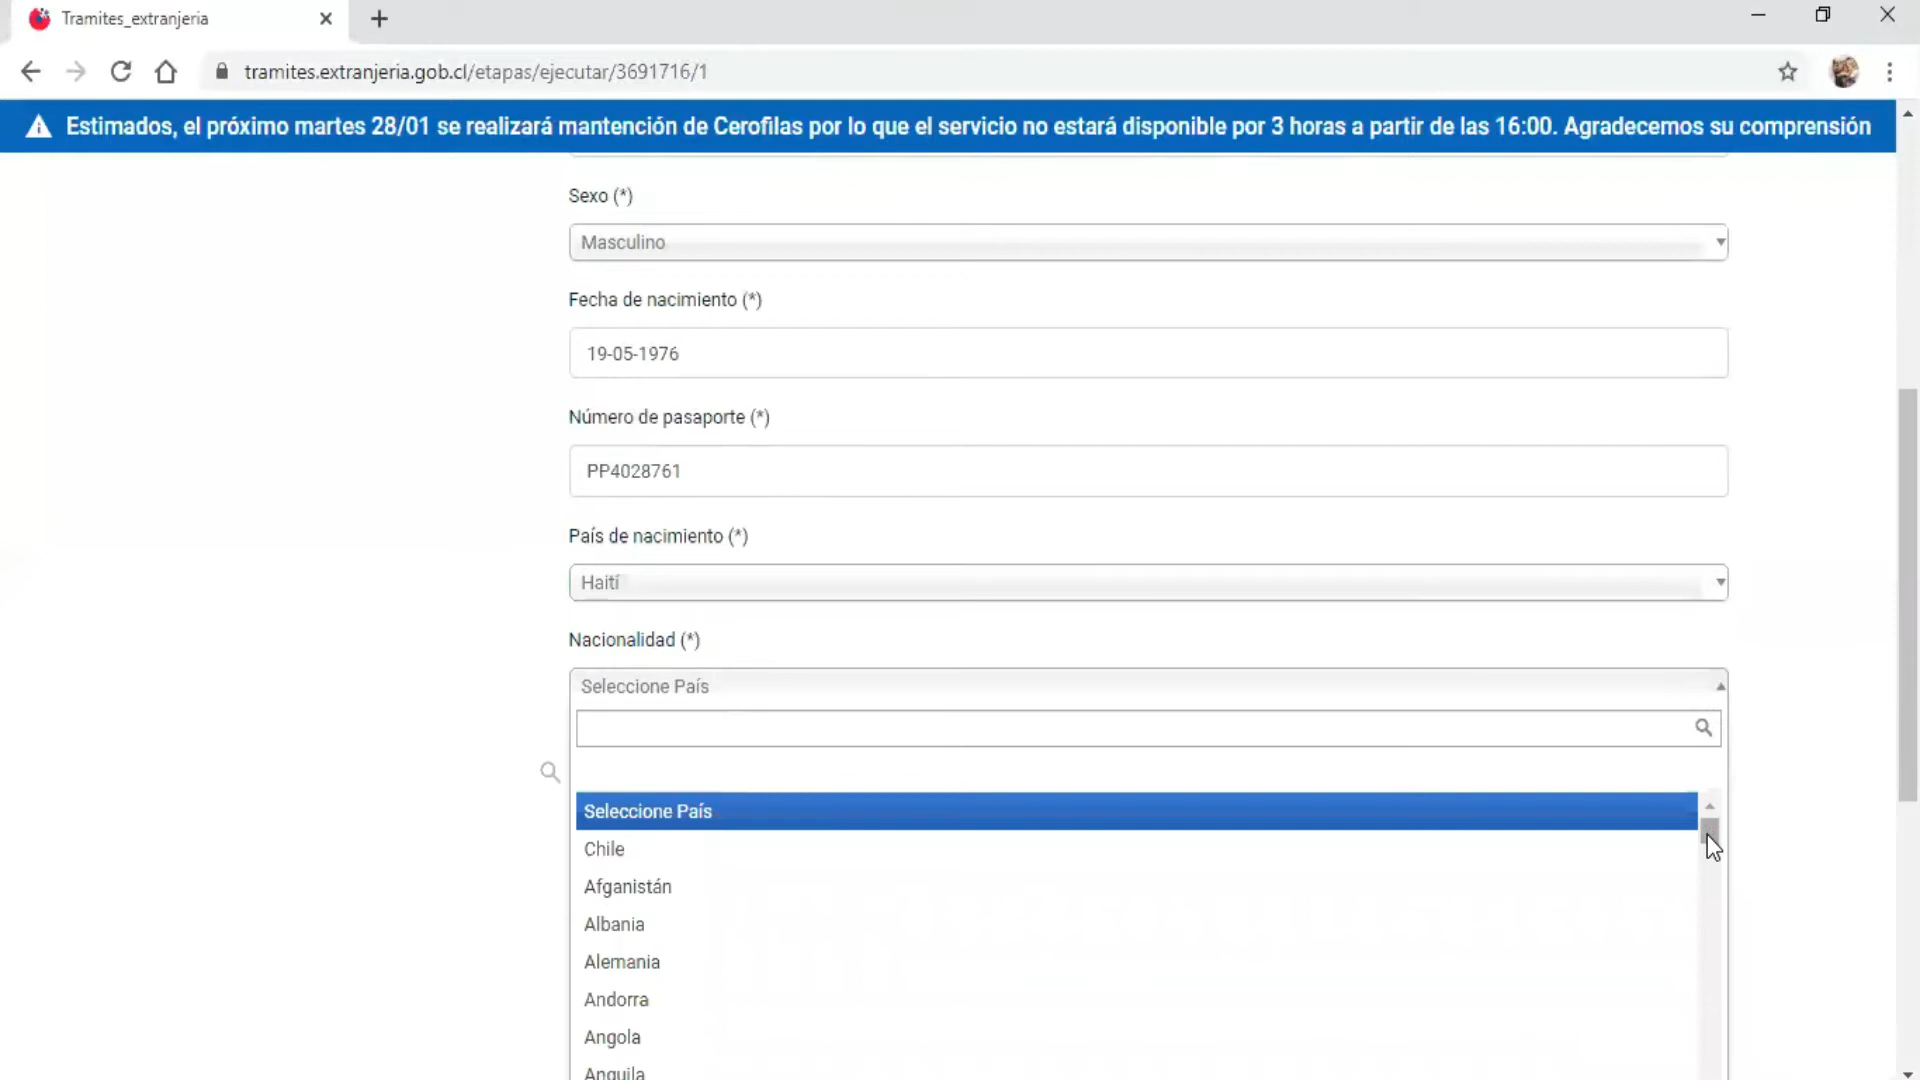 Tramites_extranjeria
tramites.extranjeria.gob.cl/etapas/ejecutar/3691716/1
Estimados, el próximo martes 28/01 se realizará mantención de Cerofilas por lo que el servicio no estará disponible por 3 horas a partir de las 16:00. Agradecemos su comprensión
Sexo (*)
Masculino
Fecha de nacimiento (*)
19-05-1976
Número de pasaporte (*)
PP4028761
País de nacimiento (*)
Haití
Nacionalidad (*)
Seleccione País
Seleccione País
Chile
Afganistán
Albania
Alemania
Andorra
Angola
Anguila